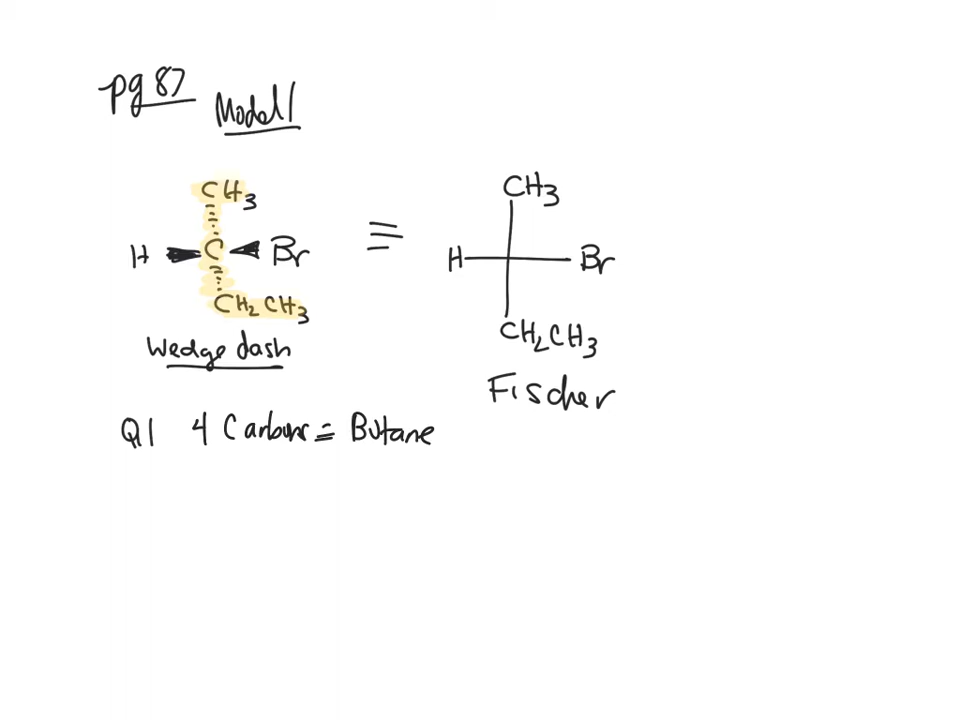 pg 87
Model 1
CH3
H C Br
CH2CH3
Wedge dash
≡
CH3
H Br
CH2CH3
Fischer
Q1 4 Carbons = Butane